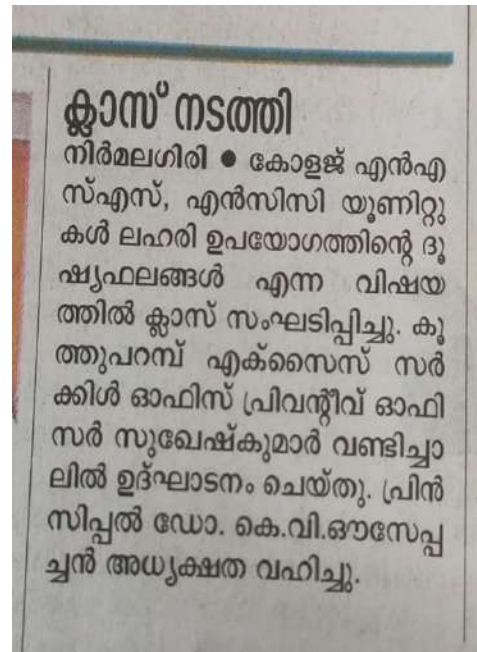 ക്ലാസ് നടത്തി
നിർമലഗിരി ● കോളജ് എൻഎ
സ്എസ്, എൻസിസി യൂണിറ്റു
കൾ ലഹരി ഉപയോഗത്തിന്റെ ദൂ
ഷ്യഫലങ്ങൾ എന്ന വിഷയ
ത്തിൽ ക്ലാസ് സംഘടിപ്പിച്ചു. കൂ
ത്തുപറമ്പ് എക്സൈസ് സർ
ക്കിൾ ഓഫിസ് പ്രിവന്റീവ് ഓഫി
സർ സുഖേഷ്കുമാർ വണ്ടിച്ചാ
ലിൽ ഉദ്ഘാടനം ചെയ്തു. പ്രിൻ
സിപ്പൽ ഡോ. കെ.വി.ഔസേപ്പ
ച്ചൻ അധ്യക്ഷത വഹിച്ചു.